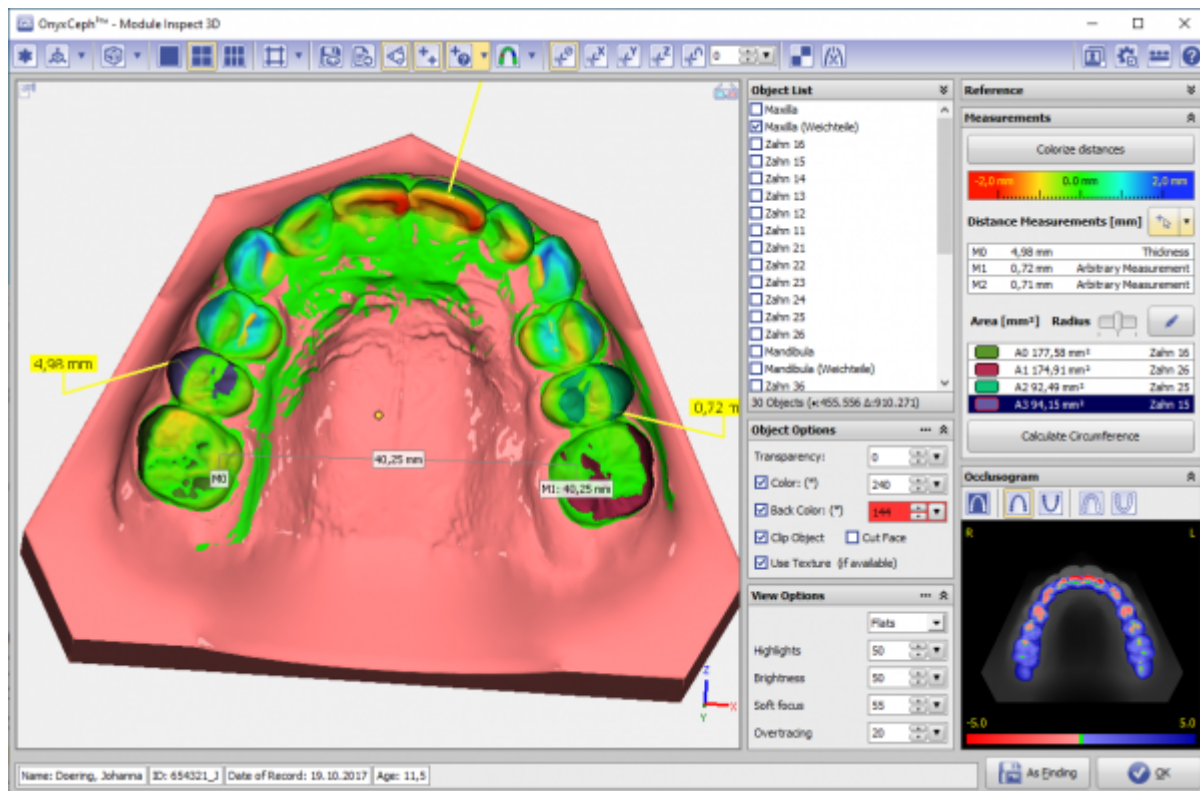 OnyxCeph³™ - Module Inspect 3D
0
4,98 mm
0,72 m
40,25 mm
M0
M1: 40,25 mm
Z
X
Y
Object List
Maxilla
Maxilla (Weichteile)
Zahn 16
Zahn 15
Zahn 14
Zahn 13
Zahn 12
Zahn 11
Zahn 21
Zahn 22
Zahn 23
Zahn 24
Zahn 25
Zahn 26
Mandibula
Mandibula (Weichteile)
Zahn 36
30 Objects (•:455.556 Δ:910.271)
Object Options
Transparency: 0
Color: (*) 240
Back Color: (*) 144
Clip Object Cut Face
Use Texture (if available)
View Options
Flats
Highlights 50
Brightness 50
Soft focus 55
Overtracing 20
Reference
Measurements
Colorize distances
-2,0 mm 0.0 mm 2,0 mm
Distance Measurements [mm]
M0 4,98 mm Thickness
M1 0,72 mm Arbitrary Measurement
M2 0,71 mm Arbitrary Measurement
Area [mm²] Radius
A0 177,58 mm² Zahn 16
A1 174,91 mm² Zahn 26
A2 92,49 mm² Zahn 25
A3 94,15 mm² Zahn 15
Calculate Circumference
Occlusogram
R L
-5.0 5.0
Name: Doering, Johanna ID: 654321_J Date of Record: 19.10.2017 Age: 11,5
As Finding OK